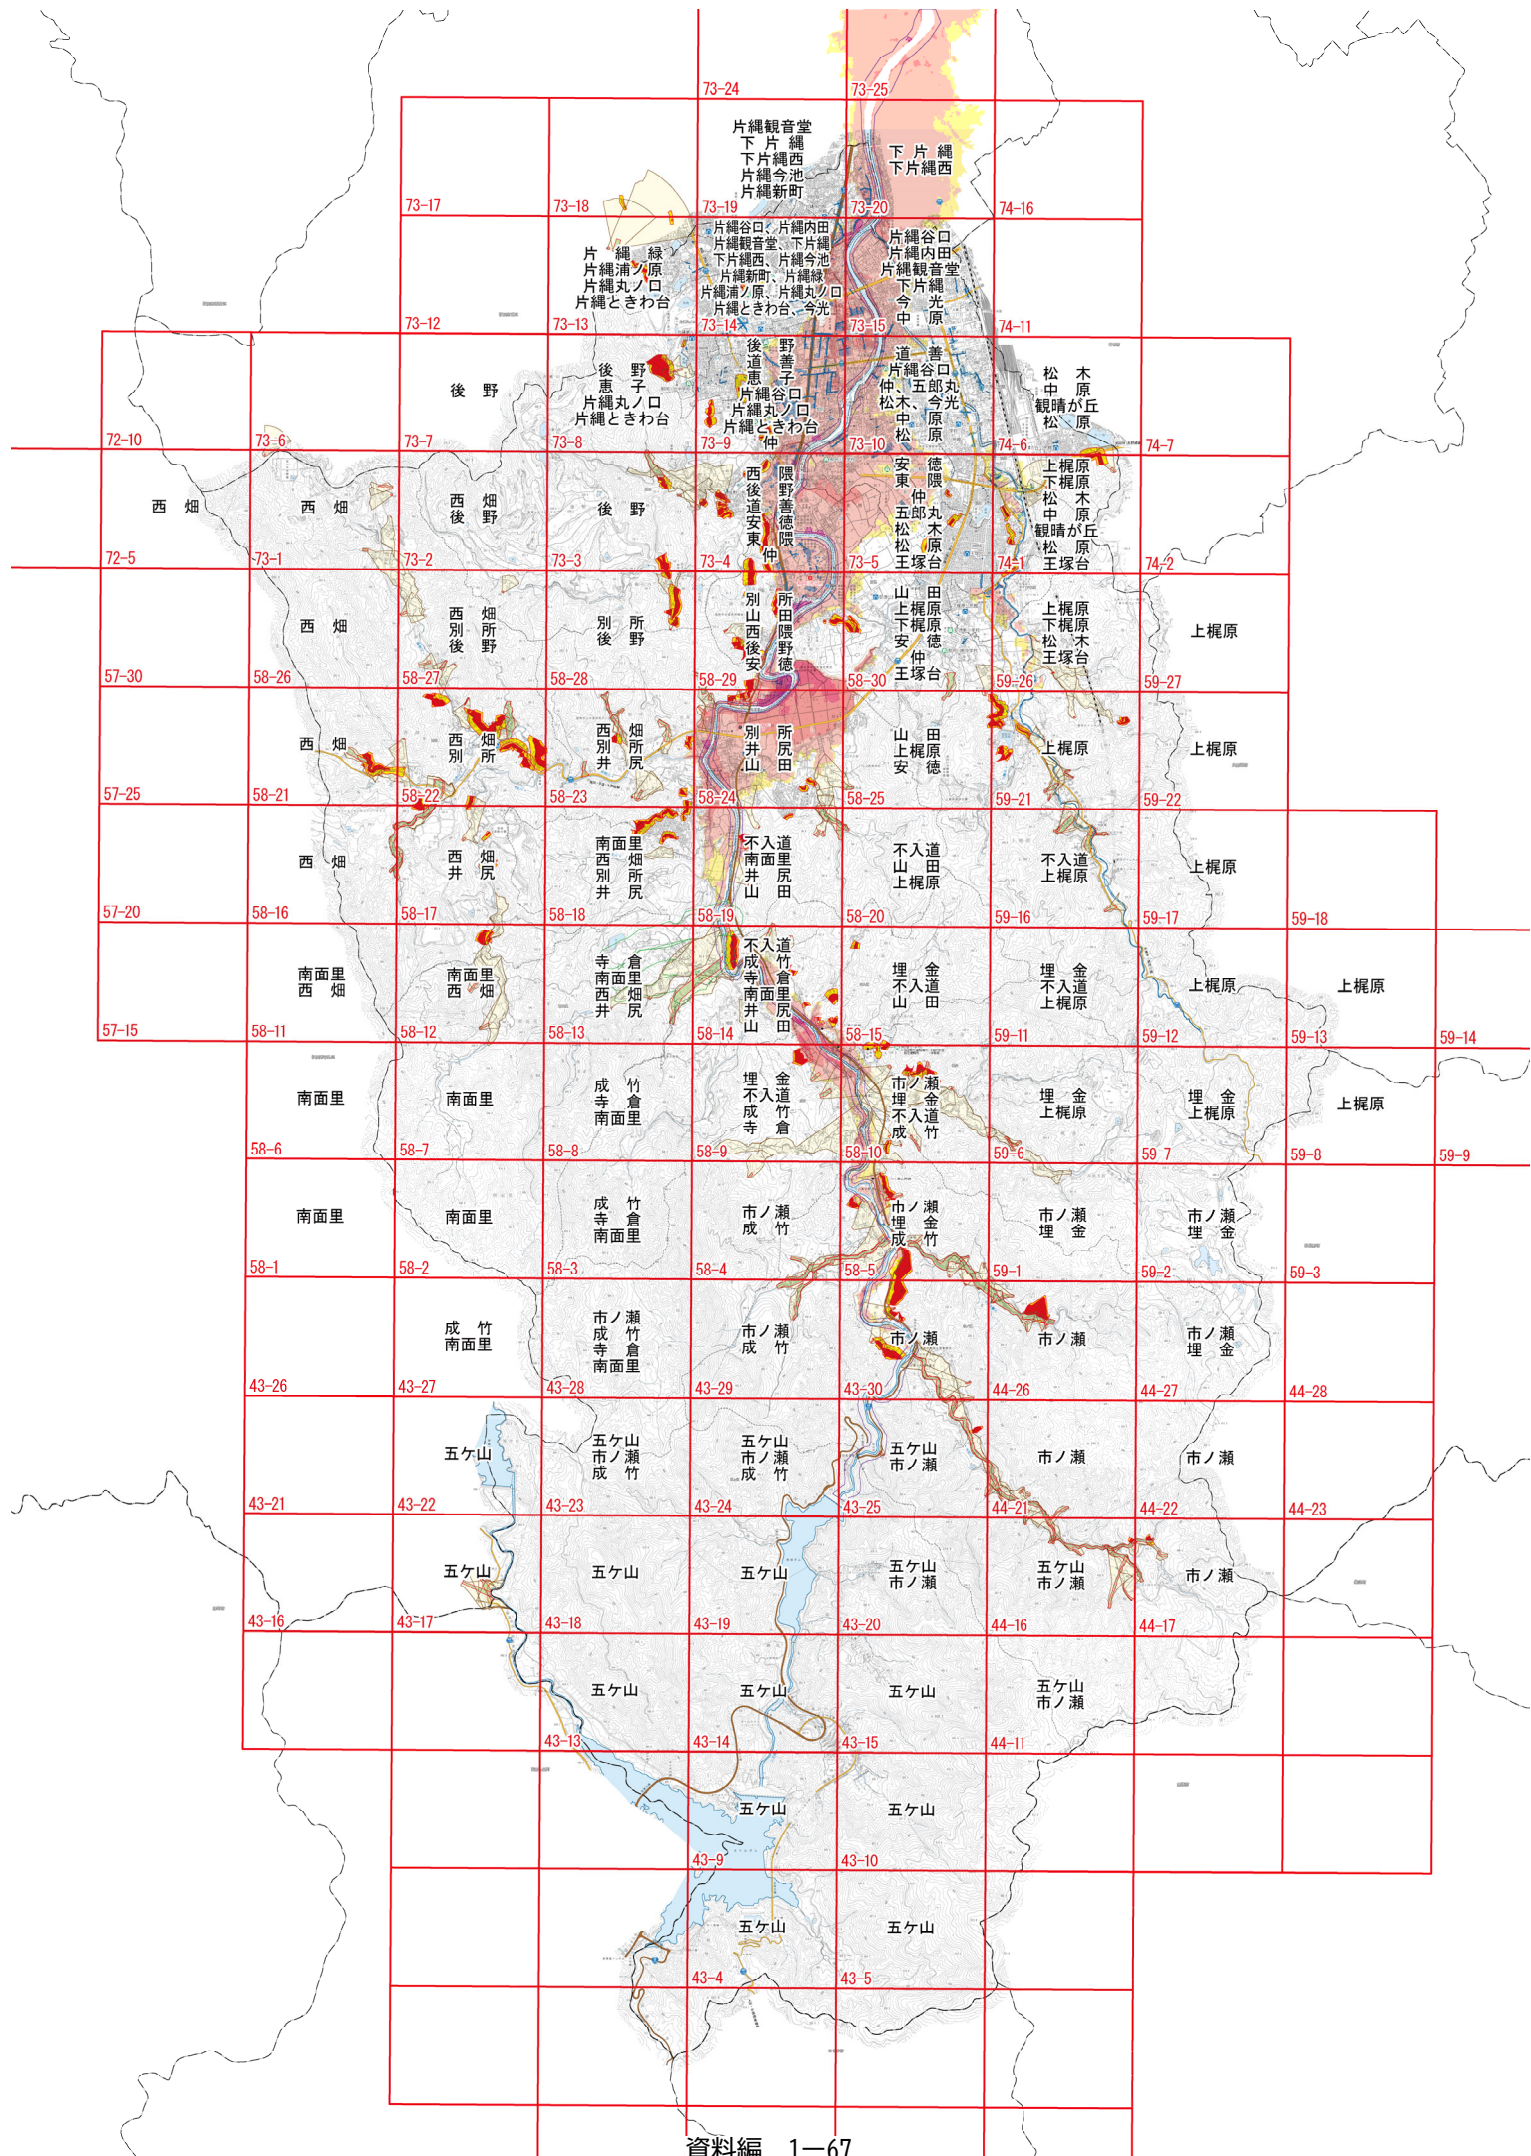 73-24
73-25
片縄観音堂
下片縄
下片縄西
片縄今池
片縄新町
下片縄
下片縄西
73-17
73-18
73-19
73-20
74-16
片縄緑
片縄浦ノ原
片縄丸ノ口
片縄ときわ台
片縄谷口、片縄内田
片縄観音堂、下片縄
下片縄西、片縄今池
片縄新町、片縄緑
片縄浦ノ原、片縄丸ノ口
片縄ときわ台、今光
片縄谷口
片縄内田
片縄観音堂
下片縄
今光
中原
73-12
73-13
73-14
73-15
74-11
後野
後野
恵子
片縄丸ノ口
片縄ときわ台
後野
道善
恵子
片縄谷口
片縄丸ノ口
片縄ときわ台
仲
道善
片縄谷口
仲、五郎丸
松木、今光
中原
松原
松木
中原
観晴が丘
松原
72-10
73-6
73-7
73-8
73-9
73-10
74-6
74-7
西畑
西畑
西畑
後野
後野
西隈
後野
道善
安徳
東隈
仲
安徳
東隈
仲
五郎丸
松木
松原
王塚台
上梶原
下梶原
松木
中原
観晴が丘
松原
王塚台
72-5
73-1
73-2
73-3
73-4
73-5
74-1
74-2
西畑
西畑
別所
後野
別所
後野
別所
山田
西隈
後野
安徳
山田
上梶原
下梶原
安徳
仲
王塚台
上梶原
下梶原
松木
王塚台
上梶原
57-30
58-26
58-27
58-28
58-29
58-30
59-26
59-27
西畑
西畑
別所
西畑
別所
井尻
別所
井尻
山田
山田
上梶原
安徳
上梶原
上梶原
57-25
58-21
58-22
58-23
58-24
58-25
59-21
59-22
西畑
西畑
井尻
南面里
西畑
別所
井尻
不入道
南面里
井尻
山田
不入道
山田
上梶原
不入道
上梶原
上梶原
57-20
58-16
58-17
58-18
58-19
58-20
59-16
59-17
59-18
南面里
西畑
南面里
西畑
寺倉
南面里
西畑
井尻
不入道
成竹
寺倉
南面里
井尻
山田
埋金
不入道
山田
埋金
不入道
上梶原
上梶原
上梶原
57-15
58-11
58-12
58-13
58-14
58-15
59-11
59-12
59-13
59-14
南面里
南面里
成竹
寺倉
南面里
埋金
不入道
成竹
寺倉
市ノ瀬
埋金
不入道
成竹
埋金
上梶原
埋金
上梶原
上梶原
58-6
58-7
58-8
58-9
58-10
59-6
59-7
59-8
59-9
南面里
南面里
成竹
寺倉
南面里
市ノ瀬
成竹
市ノ瀬
埋金
成竹
市ノ瀬
埋金
市ノ瀬
埋金
58-1
58-2
58-3
58-4
58-5
59-1
59-2
59-3
成竹
南面里
市ノ瀬
成竹
寺倉
南面里
市ノ瀬
成竹
市ノ瀬
市ノ瀬
市ノ瀬
埋金
43-26
43-27
43-28
43-29
43-30
44-26
44-27
44-28
五ケ山
五ケ山
市ノ瀬
成竹
五ケ山
市ノ瀬
成竹
五ケ山
市ノ瀬
市ノ瀬
市ノ瀬
43-21
43-22
43-23
43-24
43-25
44-21
44-22
44-23
五ケ山
五ケ山
五ケ山
五ケ山
市ノ瀬
五ケ山
市ノ瀬
市ノ瀬
43-16
43-17
43-18
43-19
43-20
44-16
44-17
五ケ山
五ケ山
五ケ山
五ケ山
市ノ瀬
43-13
43-14
43-15
44-11
五ケ山
五ケ山
43-9
43-10
五ケ山
五ケ山
43-4
43-5
資料編 1—67